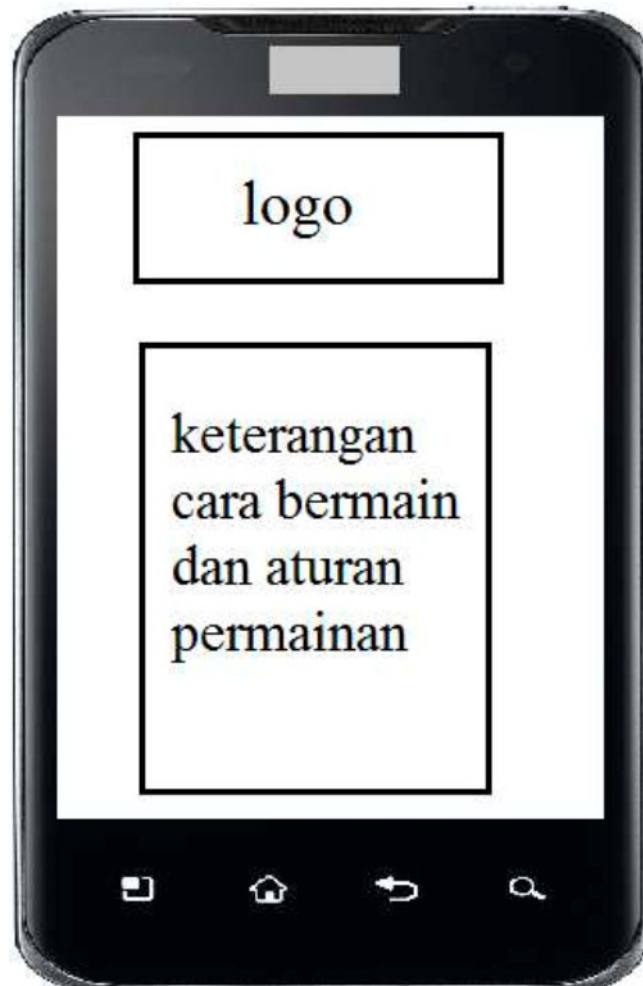 logo
keterangan
cara bermain
dan aturan
permainan